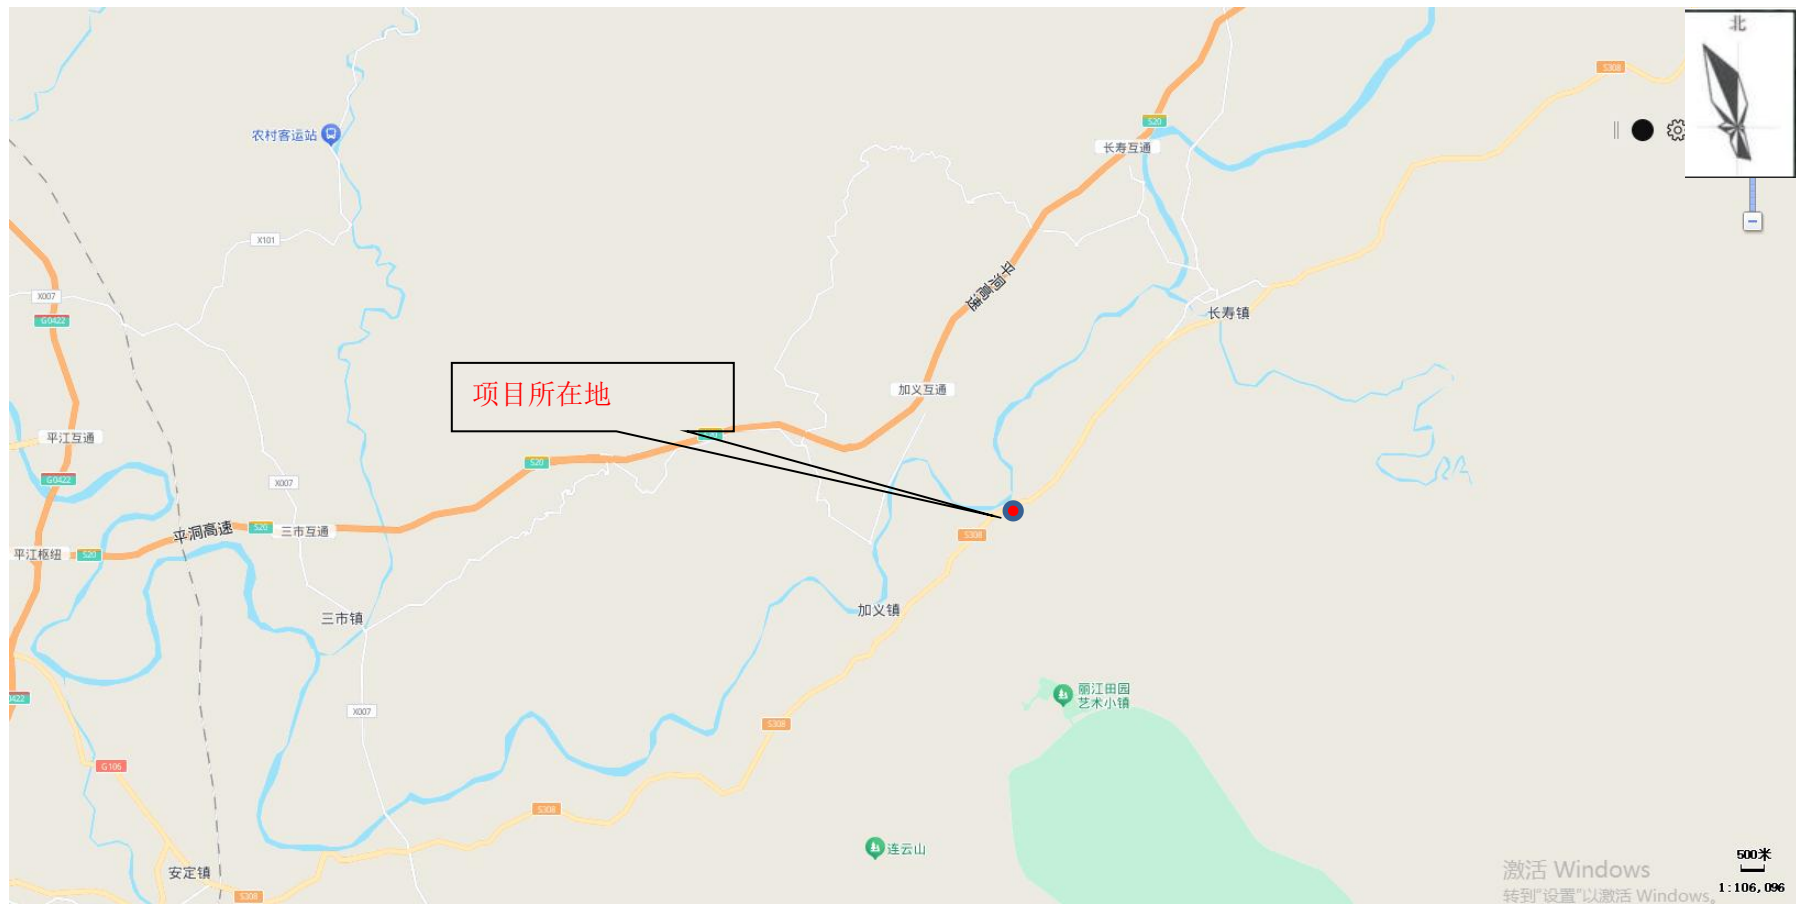 北
S308
S20
长寿互通
农村客运站
X101
平洞高速
X007
G0422
长寿镇
项目所在地
加义互通
平江互通
S20
G0422
X007
平洞高速
S20
三市互通
S308
平江枢纽
S20
加义镇
三市镇
丽江田园
艺术小镇
X007
S308
G106
S308
连云山
500米
激活 Windows
安定镇
1:106,096
转到"设置"以激活 Windows。
S308